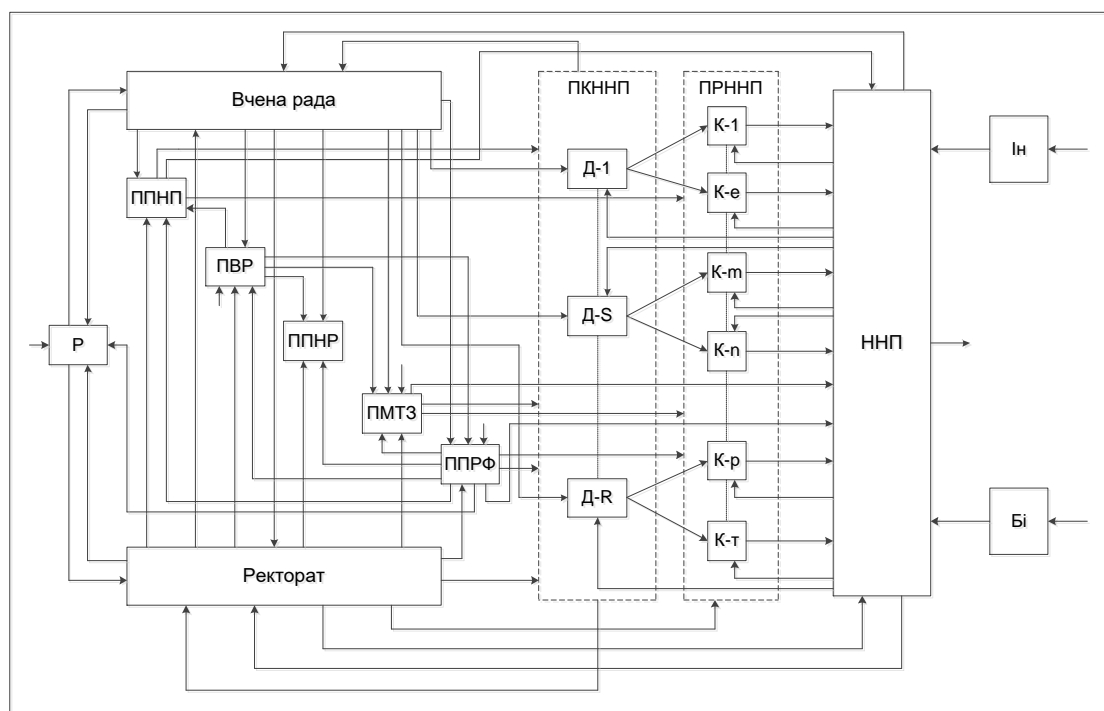 ПКННП
ПРННП
Вчена рада
К-1
Ін
Д-1
ППНП
К-е
ПВР
К-m
Д-S
Р
ППНР
К-n
ННП
ПМТЗ
ППРФ
К-р
Д-R
Бі
К-т
Ректорат